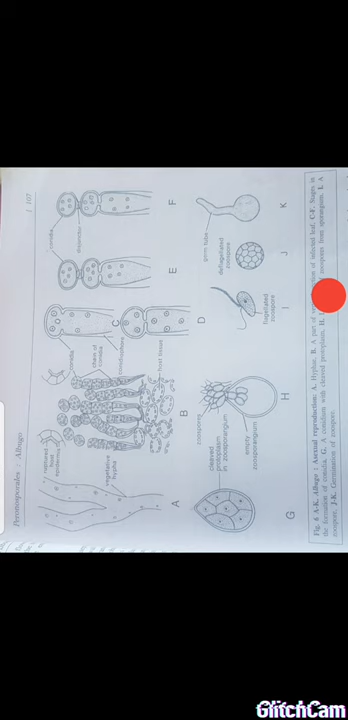 Peronosporales : Albugo
107
ruptured
host
epidermis
conidia
chain of
conidia
conidiophore
host tissue
vegetative
hypha
conidia
disjunctor
A
B
C
D
E
F
zoospores
cleaved
protoplasm
in zoosporangium
empty
zoosporangium
flagellated
zoospore
deflagellated
zoospore
germ tube
G
H
I
J
K
Fig. 6 A-K. Albugo : Asexual reproduction: A. Hyphae, B. A part of section of infected leaf, C-F. Stages in
the formation of conidia, G. A conidium with cleaved protoplasm, H. zoospores from sporangium, I. A
zoospore, J-K. Germination of zoospore.
GlitchCam